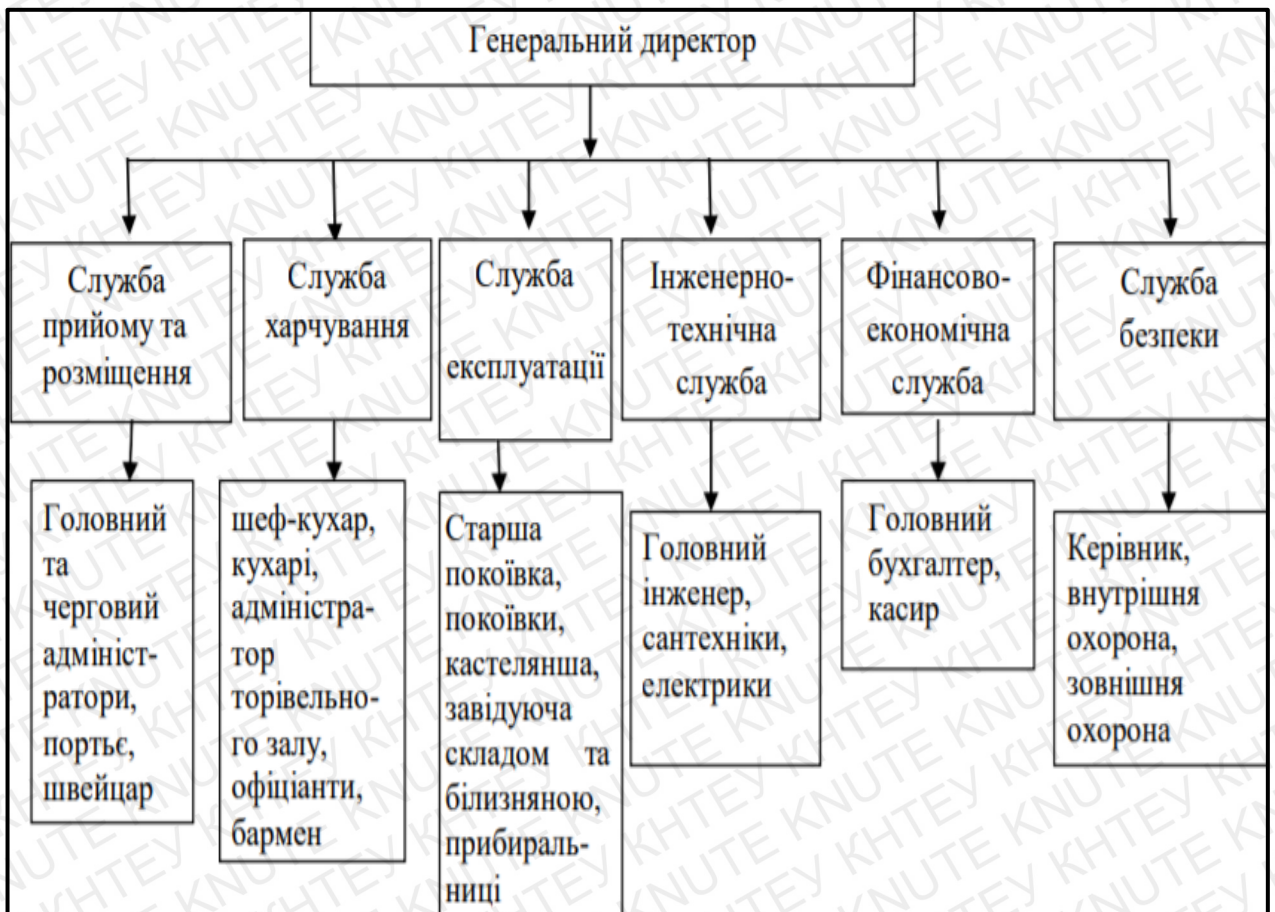 Генеральний директор
Служба
прийому та
розміщення
Служба
харчування
Служба
експлуатації
Інженерно-
технічна
служба
Фінансово-
економічна
служба
Служба
безпеки
Головний
та
черговий
адмініст-
ратори,
портьє,
швейцар
шеф-кухар,
кухарі,
адміністра-
тор
торівельно-
го залу,
офіціанти,
бармен
Старша
покоївка,
покоївки,
кастелянша,
завідуюча
складом та
білизняною,
прибираль-
ниці
Головний
інженер,
сантехніки,
електрики
Головний
бухгалтер,
касир
Керівник,
внутрішня
охорона,
зовнішня
охорона